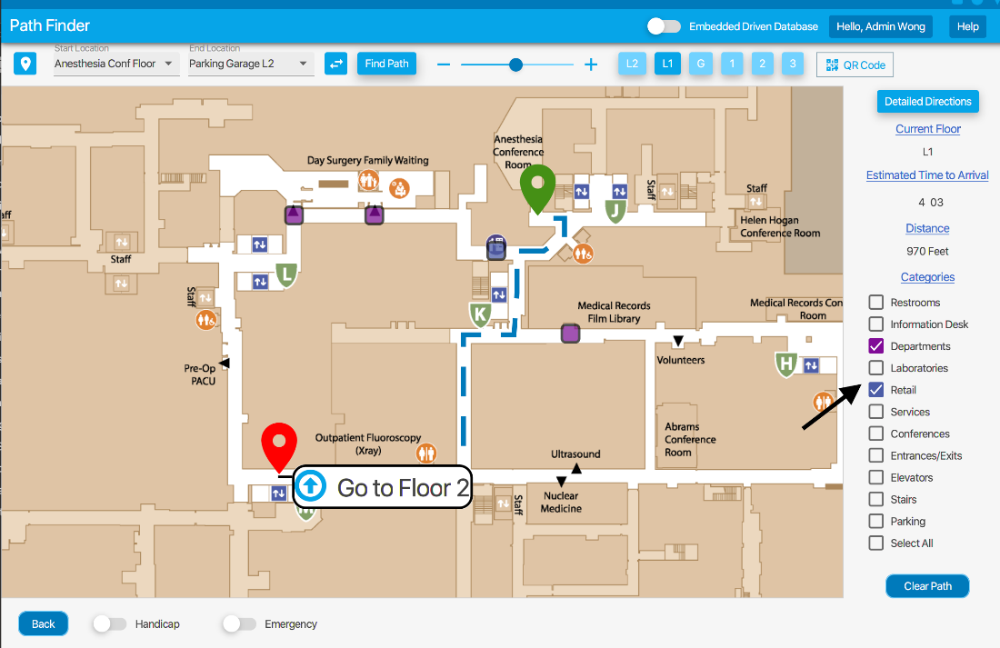 Path Finder
Embedded Driven Database
Hello, Admin Wong
Help
Start Location
Anesthesia Conf Floor
End Location
Parking Garage L2
Find Path
L2
L1
G
1
2
3
QR Code
Detailed Directions
Current Floor
L1
Estimated Time to Arrival
4 03
Distance
970 Feet
Categories
Restrooms
Information Desk
Departments
Laboratories
Retail
Services
Conferences
Entrances/Exits
Elevators
Stairs
Parking
Select All
Clear Path
Anesthesia
Conference
Room
Day Surgery Family Waiting
Staff
Staff
J
Helen Hogan
Conference Room
aff
Staff
L
Staff
K
Medical Records
Film Library
Medical Records Con
Room
Pre-Op
PACU
Volunteers
H
Outpatient Fluoroscopy
(Xray)
Abrams
Conference
Room
Ultrasound
Go to Floor 2
Nuclear
Medicine
Staff
M
Back
Handicap
Emergency